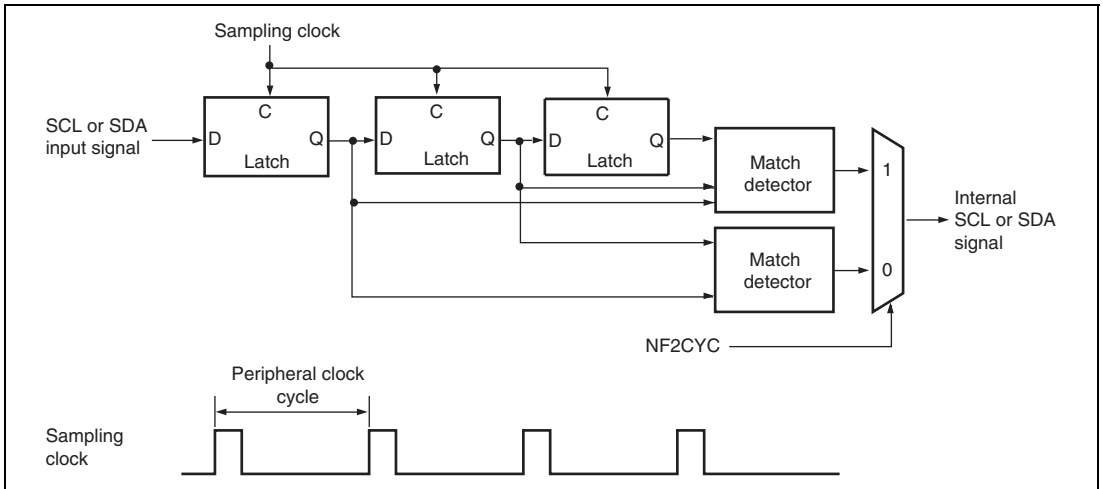 Sampling clock
SCL or SDA
input signal
D
C
Q
Latch
D
C
Q
Latch
D
C
Q
Latch
Match
detector
Match
detector
1
0
Internal
SCL or SDA
signal
NF2CYC
Peripheral clock
cycle
Sampling
clock